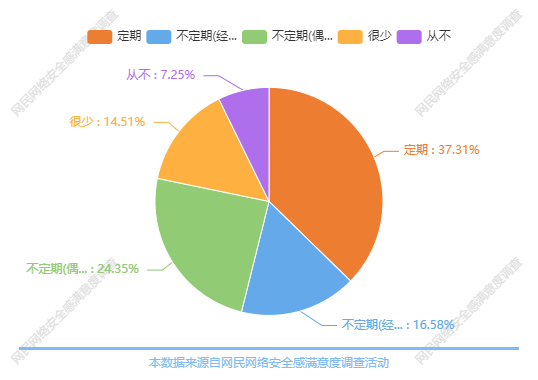 定期 不定期(经... 不定期(偶... 很少 从不
从不 : 7.25%
很少 : 14.51%
定期 : 37.31%
不定期(偶... : 24.35%
不定期(经... : 16.58%
本数据来源自网民网络安全感满意度调查活动
网民网络安全感满意度调查
网民网络安全感满意度调查
网民网络安全感满意度调查
网民网络安全感满意度调查